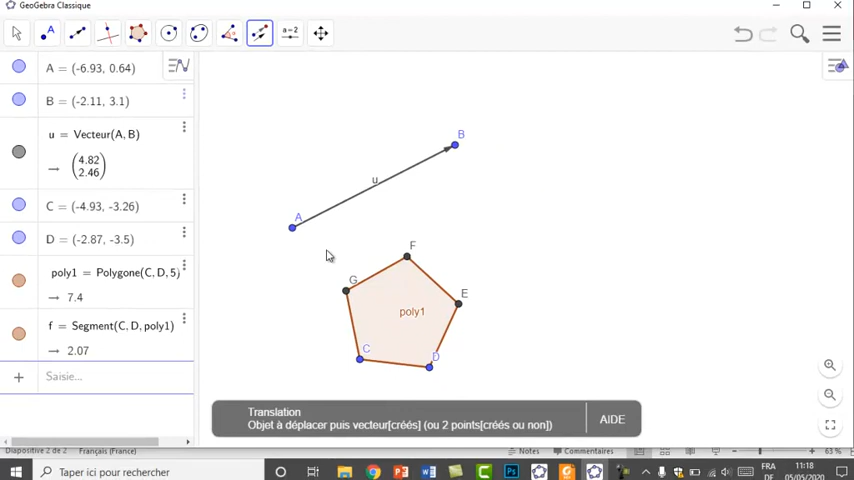 GeoGebra Classique
A
a=2
A = (-6.93, 0.64)
B = (-2.11, 3.1)
u = Vecteur(A, B)
→ (4.82
2.46)
C = (-4.93, -3.26)
D = (-2.87, -3.5)
poly1 = Polygone(C, D, 5)
→ 7.4
f = Segment(C, D, poly1)
→ 2.07
+ Saisie...
B
u
A
F
G
E
poly1
C
D
Translation
Objet à déplacer puis vecteur[créés] (ou 2 points[créés ou non])
AIDE
Diapositive 2 de 2 Français (France) Notes Commentaires 63 %
Taper ici pour rechercher
FRA
DE
11:18
05/05/2020